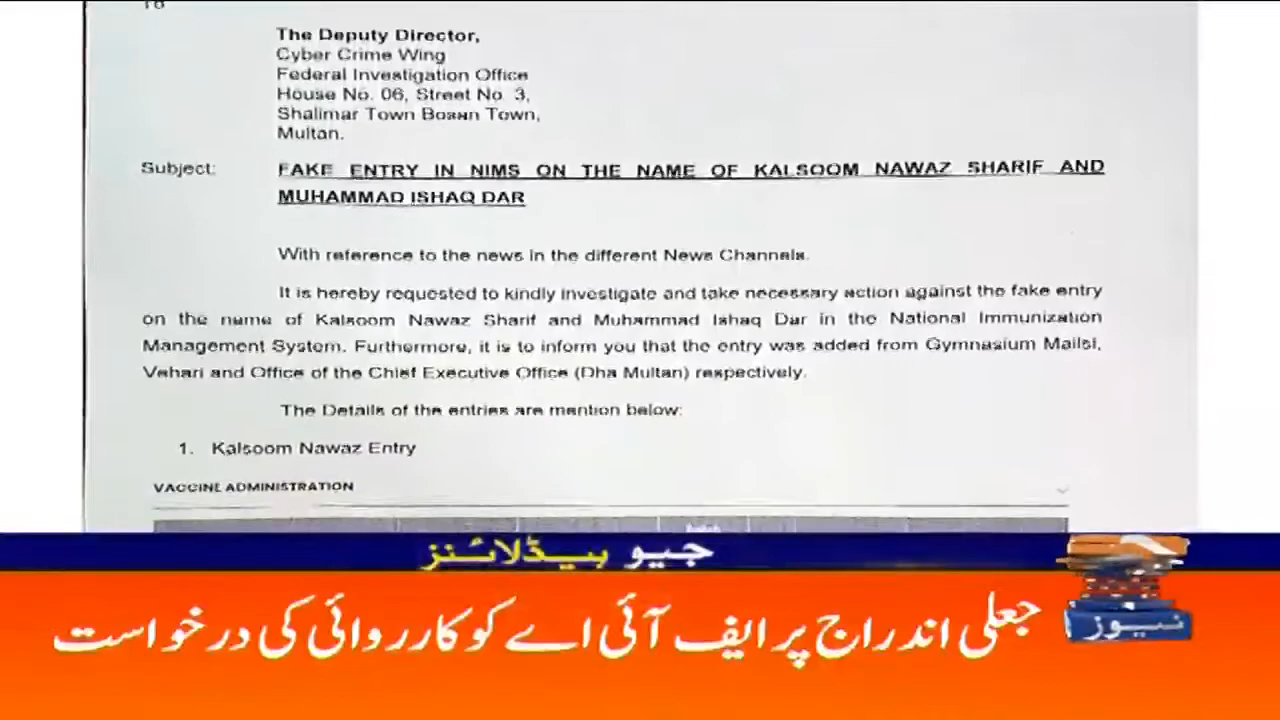 To
The Deputy Director,
Cyber Crime Wing
Federal Investigation Office
House No. 06, Street No. 3,
Shalimar Town Bosan Town,
Multan.
Subject: FAKE ENTRY IN NIMS ON THE NAME OF KALSOOM NAWAZ SHARIF AND
MUHAMMAD ISHAQ DAR
With reference to the news in the different News Channels.
It is hereby requested to kindly investigate and take necessary action against the fake entry
on the name of Kalsoom Nawaz Sharif and Muhammad Ishaq Dar in the National Immunization
Management System. Furthermore, it is to inform you that the entry was added from Gymnasium Mailsi,
Vehari and Office of the Chief Executive Office (Dha Multan) respectively.
The Details of the entries are mention below:
1. Kalsoom Nawaz Entry
VACCINE ADMINISTRATION
جیو ہیڈلائنز
جعلی اندراج پر ایف آئی اے کو کارروائی کی درخواست
نیوز